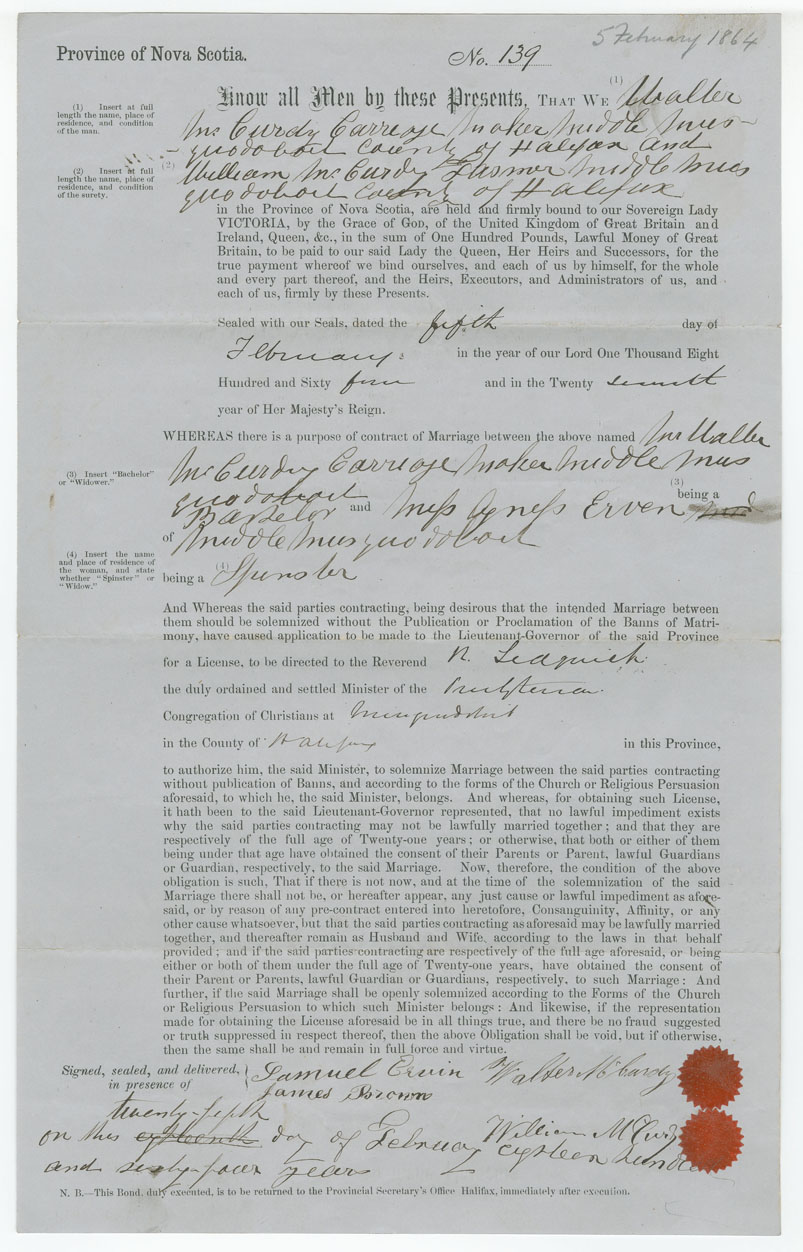 5 February 1864
Province of Nova Scotia.
No. 139
Know all Men by these Presents, THAT WE (1) Walter
McCurdy Carriage Maker Middle Mus-
-quodoboit County of Halifax and
(2) William McCurdy Farmer Middle Mus
quodoboit County of Halifax
(1) Insert at full
length the name, place of
residence, and condition
of the man.
(2) Insert at full
length the name, place of
residence, and condition
of the surety.
in the Province of Nova Scotia, are held and firmly bound to our Sovereign Lady
VICTORIA, by the Grace of GOD, of the United Kingdom of Great Britain and
Ireland, Queen, &c., in the sum of One Hundred Pounds, Lawful Money of Great
Britain, to be paid to our said Lady the Queen, Her Heirs and Successors, for the
true payment whereof we bind ourselves, and each of us by himself, for the whole
and every part thereof, and the Heirs, Executors, and Administrators of us, and
each of us, firmly by these Presents.
Sealed with our Seals, dated the fifth day of
February in the year of our Lord One Thousand Eight
Hundred and Sixty four and in the Twenty seventh
year of Her Majesty's Reign.
WHEREAS there is a purpose of contract of Marriage between the above named Mr Walter
McCurdy Carriage Maker Middle Mus
quodoboit (3) being a
Bachelor and Miss Agness Erven
of Middle Musquodoboit
being a (4) Spinster
(3) Insert "Bachelor"
or "Widower."
(4) Insert the name
and place of residence of
the woman, and state
whether "Spinster" or
"Widow."
And Whereas the said parties contracting, being desirous that the intended Marriage between
them should be solemnized without the Publication or Proclamation of the Banns of Matri-
mony, have caused application to be made to the Lieutenant-Governor of the said Province
for a License, to be directed to the Reverend R. Sedgwick
the duly ordained and settled Minister of the Presbyterian
Congregation of Christians at Musquodoboit
in the County of Halifax in this Province,
to authorize him, the said Minister, to solemnize Marriage between the said parties contracting
without publication of Banns, and according to the forms of the Church or Religious Persuasion
aforesaid, to which he, the said Minister, belongs. And whereas, for obtaining such License,
it hath been to the said Lieutenant-Governor represented, that no lawful impediment exists
why the said parties contracting may not be lawfully married together; and that they are
respectively of the full age of Twenty-one years; or otherwise, that both or either of them
being under that age have obtained the consent of their Parents or Parent, lawful Guardians
or Guardian, respectively, to the said Marriage. Now, therefore, the condition of the above
obligation is such, That if there is not now, and at the time of the solemnization of the said
Marriage there shall not be, or hereafter appear, any just cause or lawful impediment as afore-
said, or by reason of any pre-contract entered into heretofore, Consanguinity, Affinity, or any
other cause whatsoever, but that the said parties contracting as aforesaid may be lawfully married
together, and thereafter remain as Husband and Wife, according to the laws in that behalf
provided; and if the said parties contracting are respectively of the full age aforesaid, or being
either or both of them under the full age of Twenty-one years, have obtained the consent of
their Parent or Parents, lawful Guardian or Guardians, respectively, to such Marriage: And
further, if the said Marriage shall be openly solemnized according to the Forms of the Church
or Religious Persuasion to which such Minister belongs: And likewise, if the representation
made for obtaining the License aforesaid be in all things true, and there be no fraud suggested
or truth suppressed in respect thereof, then the above Obligation shall be void, but if otherwise,
then the same shall be and remain in full force and virtue.
Signed, sealed, and delivered,
in presence of
Samuel Ervin Walter McCurdy
James Brown
twenty-fifth
William McCurdy
on this eighteenth day of February eighteen hundred
and sixty-four years
N. B.—This Bond, duly executed, is to be returned to the Provincial Secretary's Office Halifax, immediately after execution.